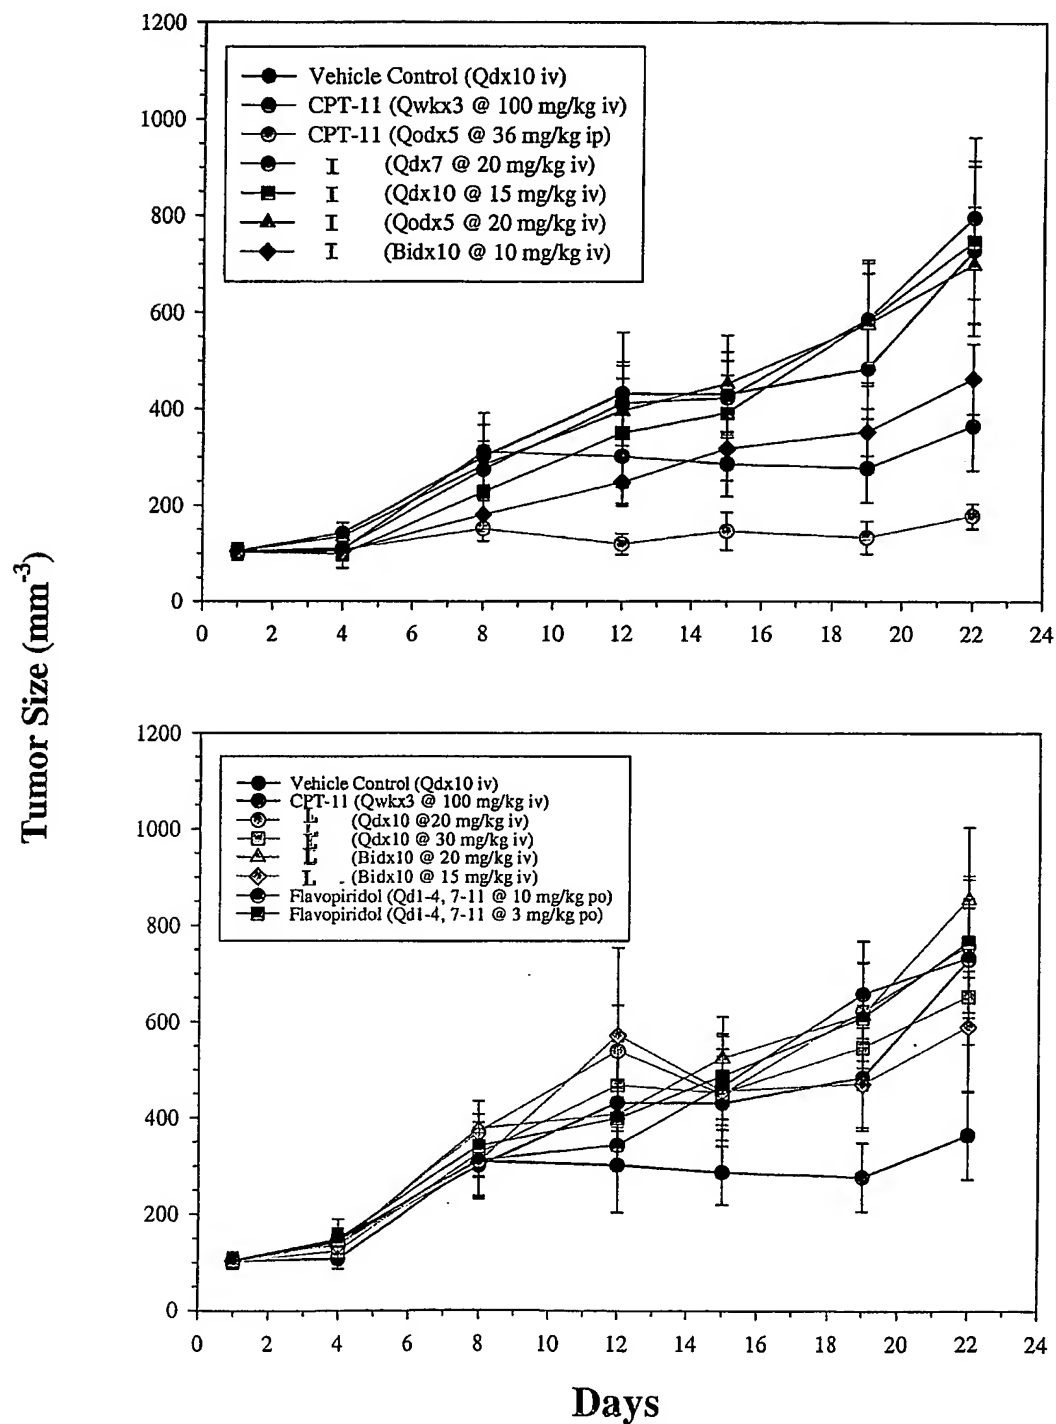 Tumor Size (mm-3)
1200
1000
800
600
400
200
0
Vehicle Control (Qdx10 iv)
CPT-11 (Qwkx3 @ 100 mg/kg iv)
CPT-11 (Qodx5 @ 36 mg/kg ip)
I (Qdx7 @ 20 mg/kg iv)
I (Qdx10 @ 15 mg/kg iv)
I (Qodx5 @ 20 mg/kg iv)
I (Bidx10 @ 10 mg/kg iv)
0 2 4 6 8 10 12 14 16 18 20 22 24
1200
1000
800
600
400
200
0
Vehicle Control (Qdx10 iv)
CPT-11 (Qwkx3 @ 100 mg/kg iv)
L (Qdx10 @20 mg/kg iv)
L (Qdx10 @ 30 mg/kg iv)
L (Bidx10 @ 20 mg/kg iv)
L (Bidx10 @ 15 mg/kg iv)
Flavopiridol (Qd1-4, 7-11 @ 10 mg/kg po)
Flavopiridol (Qd1-4, 7-11 @ 3 mg/kg po)
0 2 4 6 8 10 12 14 16 18 20 22 24
Days